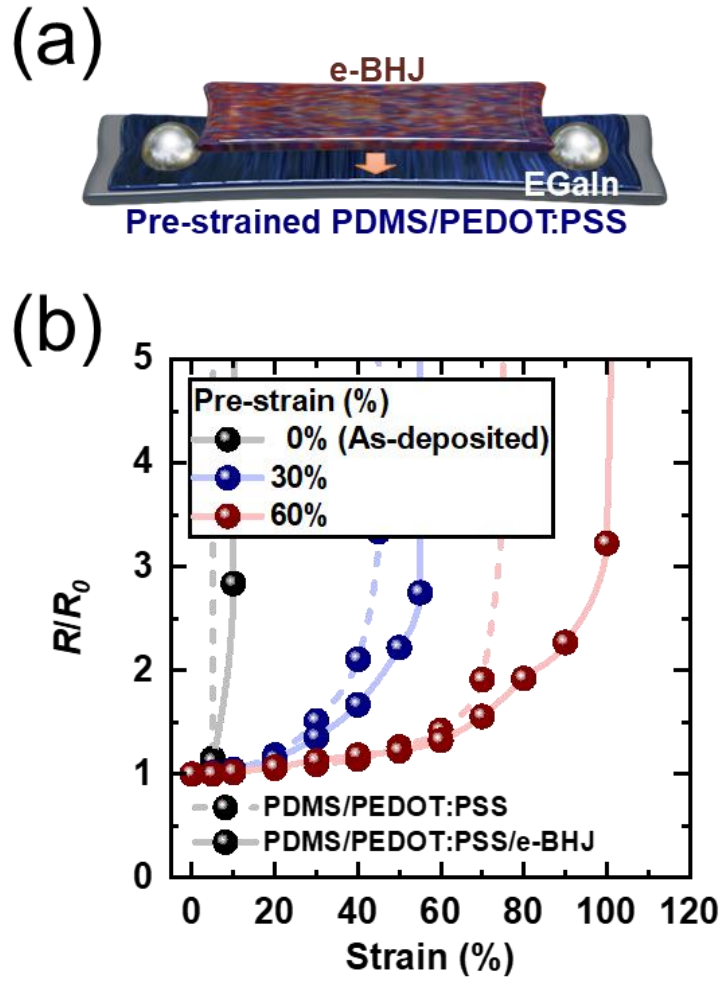 (a)
e-BHJ
EGaIn
Pre-strained PDMS/PEDOT:PSS
(b)
5
4
3
2
1
0
R/R0
Pre-strain (%)
0% (As-deposited)
30%
60%
PDMS/PEDOT:PSS
PDMS/PEDOT:PSS/e-BHJ
0 20 40 60 80 100 120
Strain (%)